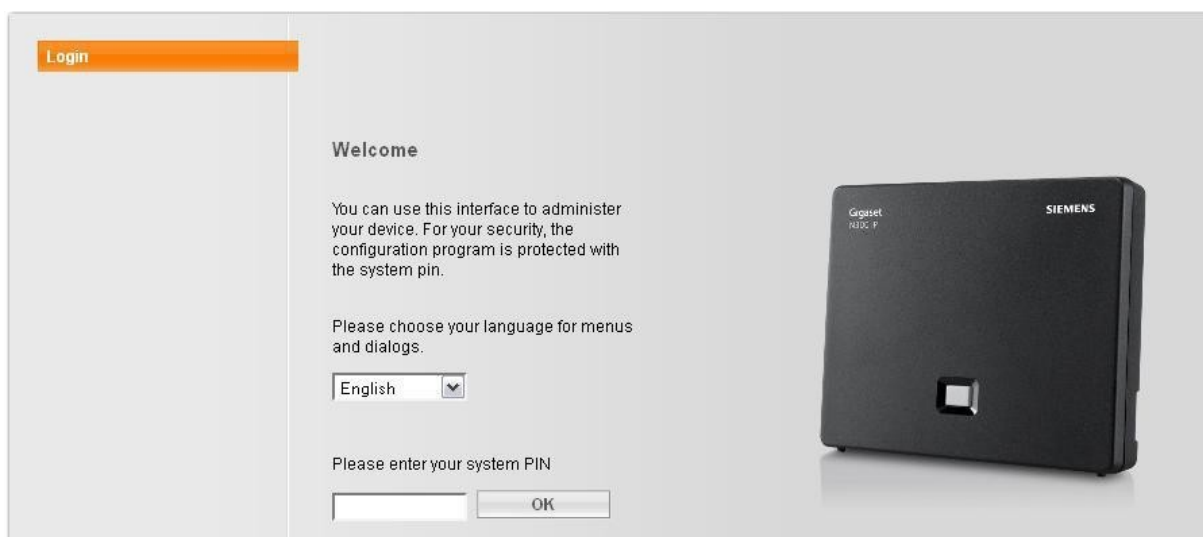 Login
Welcome
You can use this interface to administer
your device. For your security, the
configuration program is protected with
the system pin.
Please choose your language for menus
and dialogs.
English
Please enter your system PIN
OK
Gigaset
SIEMENS
N300 IP